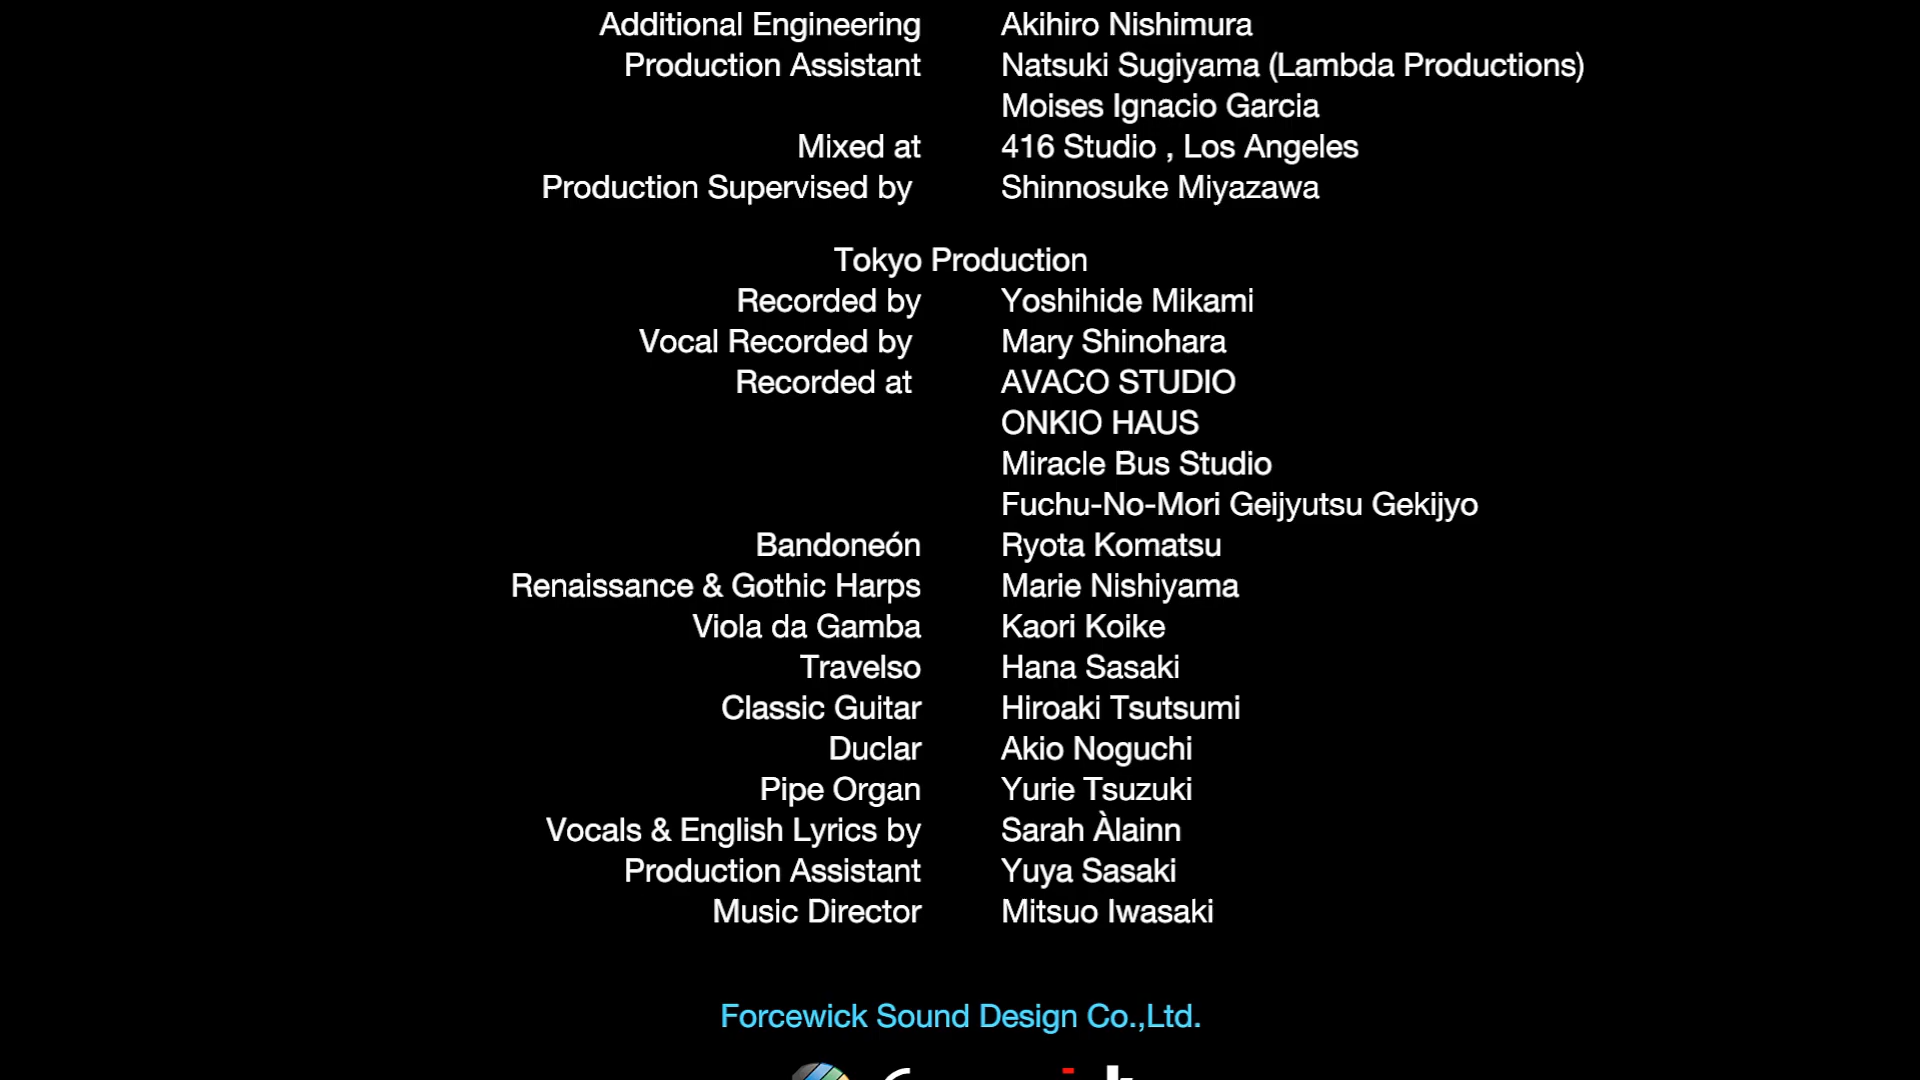 Additional Engineering Akihiro Nishimura
Production Assistant Natsuki Sugiyama (Lambda Productions)
Moises Ignacio Garcia
Mixed at 416 Studio , Los Angeles
Production Supervised by Shinnosuke Miyazawa
Tokyo Production
Recorded by Yoshihide Mikami
Vocal Recorded by Mary Shinohara
Recorded at AVACO STUDIO
ONKIO HAUS
Miracle Bus Studio
Fuchu-No-Mori Geijyutsu Gekijyo
Bandoneón Ryota Komatsu
Renaissance & Gothic Harps Marie Nishiyama
Viola da Gamba Kaori Koike
Travelso Hana Sasaki
Classic Guitar Hiroaki Tsutsumi
Duclar Akio Noguchi
Pipe Organ Yurie Tsuzuki
Vocals & English Lyrics by Sarah Àlainn
Production Assistant Yuya Sasaki
Music Director Mitsuo Iwasaki
Forcewick Sound Design Co.,Ltd.